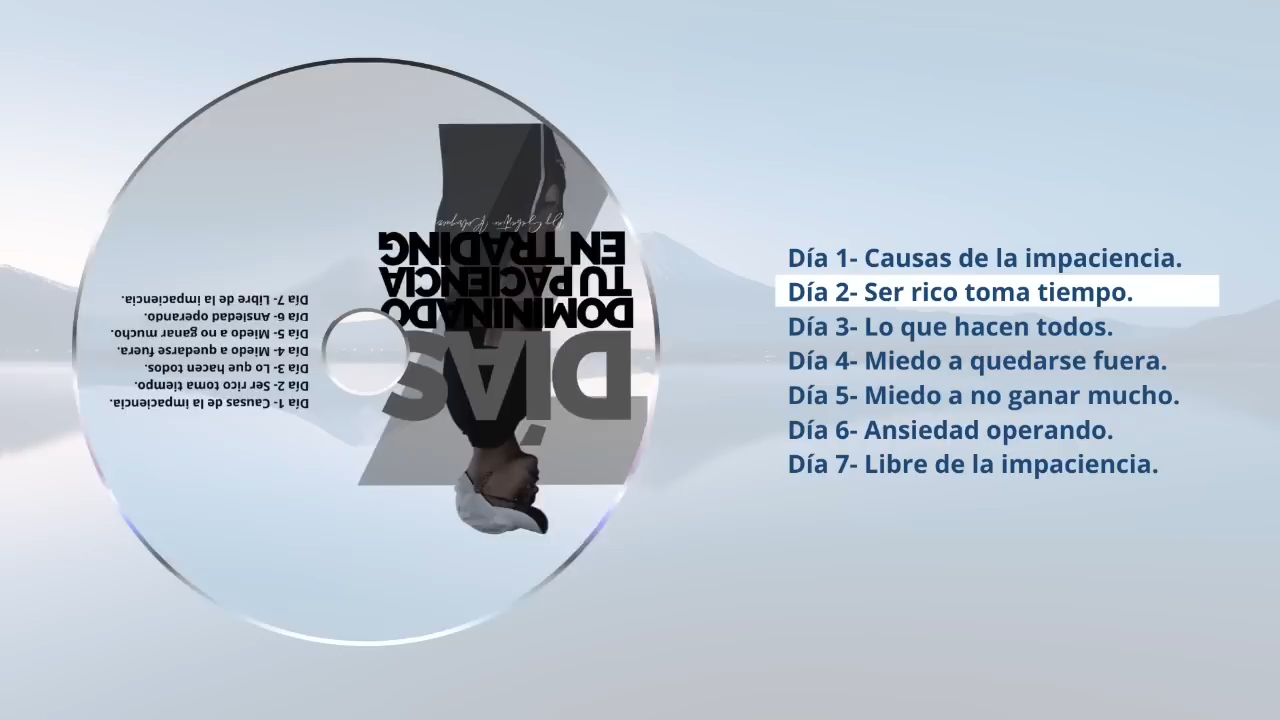 7
DÍAS
DOMININADO
TU PACIENCIA
EN TRADING
Día 1- Causas de la impaciencia.
Día 2- Ser rico toma tiempo.
Día 3- Lo que hacen todos.
Día 4- Miedo a quedarse fuera.
Día 5- Miedo a no ganar mucho.
Día 6- Ansiedad operando.
Día 7- Libre de la impaciencia.
Día 1- Causas de la impaciencia.
Día 2- Ser rico toma tiempo.
Día 3- Lo que hacen todos.
Día 4- Miedo a quedarse fuera.
Día 5- Miedo a no ganar mucho.
Día 6- Ansiedad operando.
Día 7- Libre de la impaciencia.